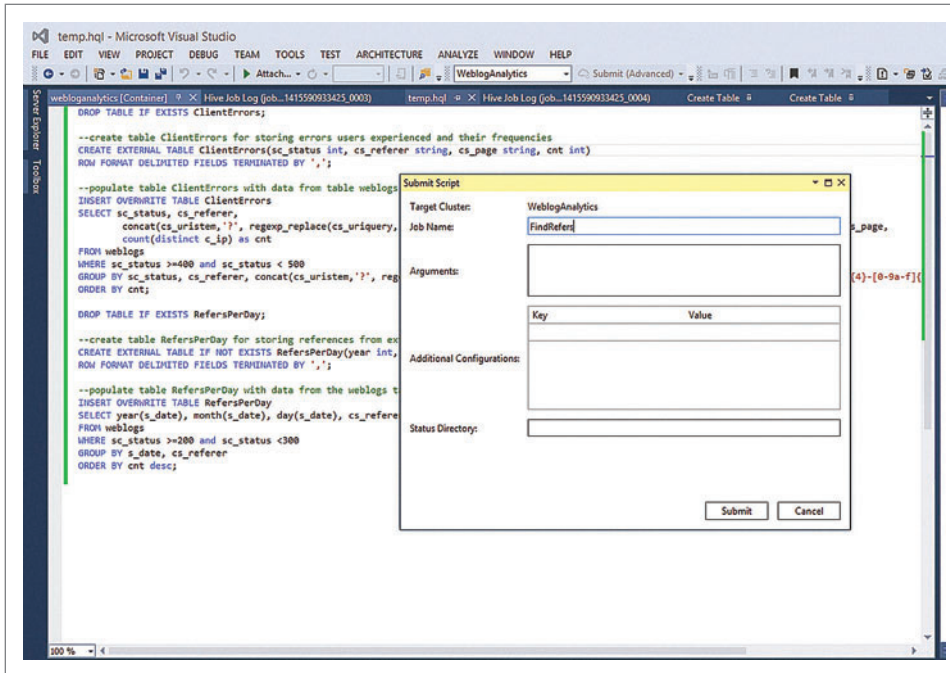 temp.hql - Microsoft Visual Studio
FILE EDIT VIEW PROJECT DEBUG TEAM TOOLS TEST ARCHITECTURE ANALYZE WINDOW HELP
Attach... WeblogAnalytics Submit (Advanced)
Server Explorer
Toolbox
webloganalytics [Container] Hive Job Log (job...1415590933425_0003) temp.hql Hive Job Log (job...1415590933425_0004) Create Table Create Table
DROP TABLE IF EXISTS ClientErrors;
--create table ClientErrors for storing errors users experienced and their frequencies
CREATE EXTERNAL TABLE ClientErrors(sc_status int, cs_referer string, cs_page string, cnt int)
ROW FORMAT DELIMITED FIELDS TERMINATED BY ',';
--populate table ClientErrors with data from table weblogs
INSERT OVERWRITE TABLE ClientErrors
SELECT sc_status, cs_referer,
concat(cs_uristem,'?', regexp_replace(cs_uriquery, s_page,
count(distinct c_ip) as cnt
FROM weblogs
WHERE sc_status >=400 and sc_status < 500
GROUP BY sc_status, cs_referer, concat(cs_uristem,'?', reg {4}-[0-9a-f]{
ORDER BY cnt;
DROP TABLE IF EXISTS RefersPerDay;
--create table RefersPerDay for storing references from ex
CREATE EXTERNAL TABLE IF NOT EXISTS RefersPerDay(year int,
ROW FORMAT DELIMITED FIELDS TERMINATED BY ',';
--populate table RefersPerDay with data from the weblogs t
INSERT OVERWRITE TABLE RefersPerDay
SELECT year(s_date), month(s_date), day(s_date), cs_refere
FROM weblogs
WHERE sc_status >=200 and sc_status <300
GROUP BY s_date, cs_referer
ORDER BY cnt desc;
Submit Script
Target Cluster: WeblogAnalytics
Job Name: FindRefers
Arguments:
Key Value
Additional Configurations:
Status Directory:
Submit Cancel
100 %